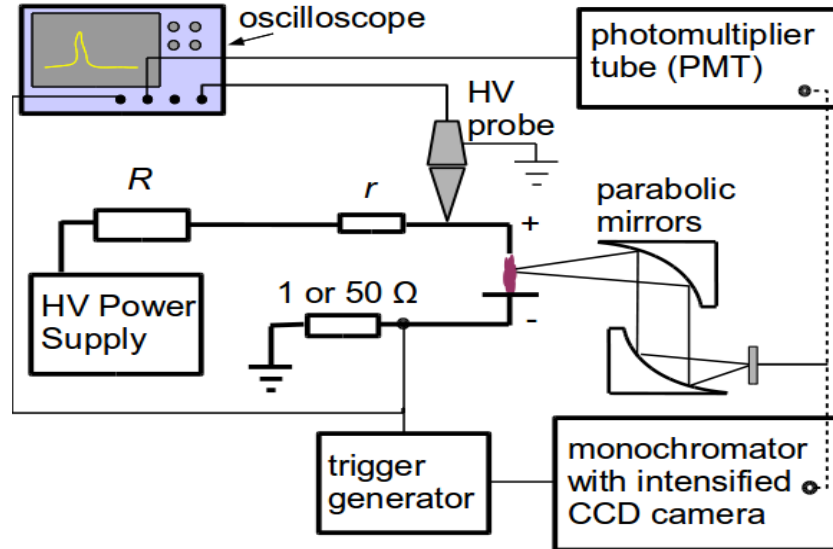 oscilloscope
photomultiplier
tube (PMT)
HV
probe
R
r
+
parabolic
mirrors
HV Power
Supply
1 or 50 Ω
-
trigger
generator
monochromator
with intensified
CCD camera